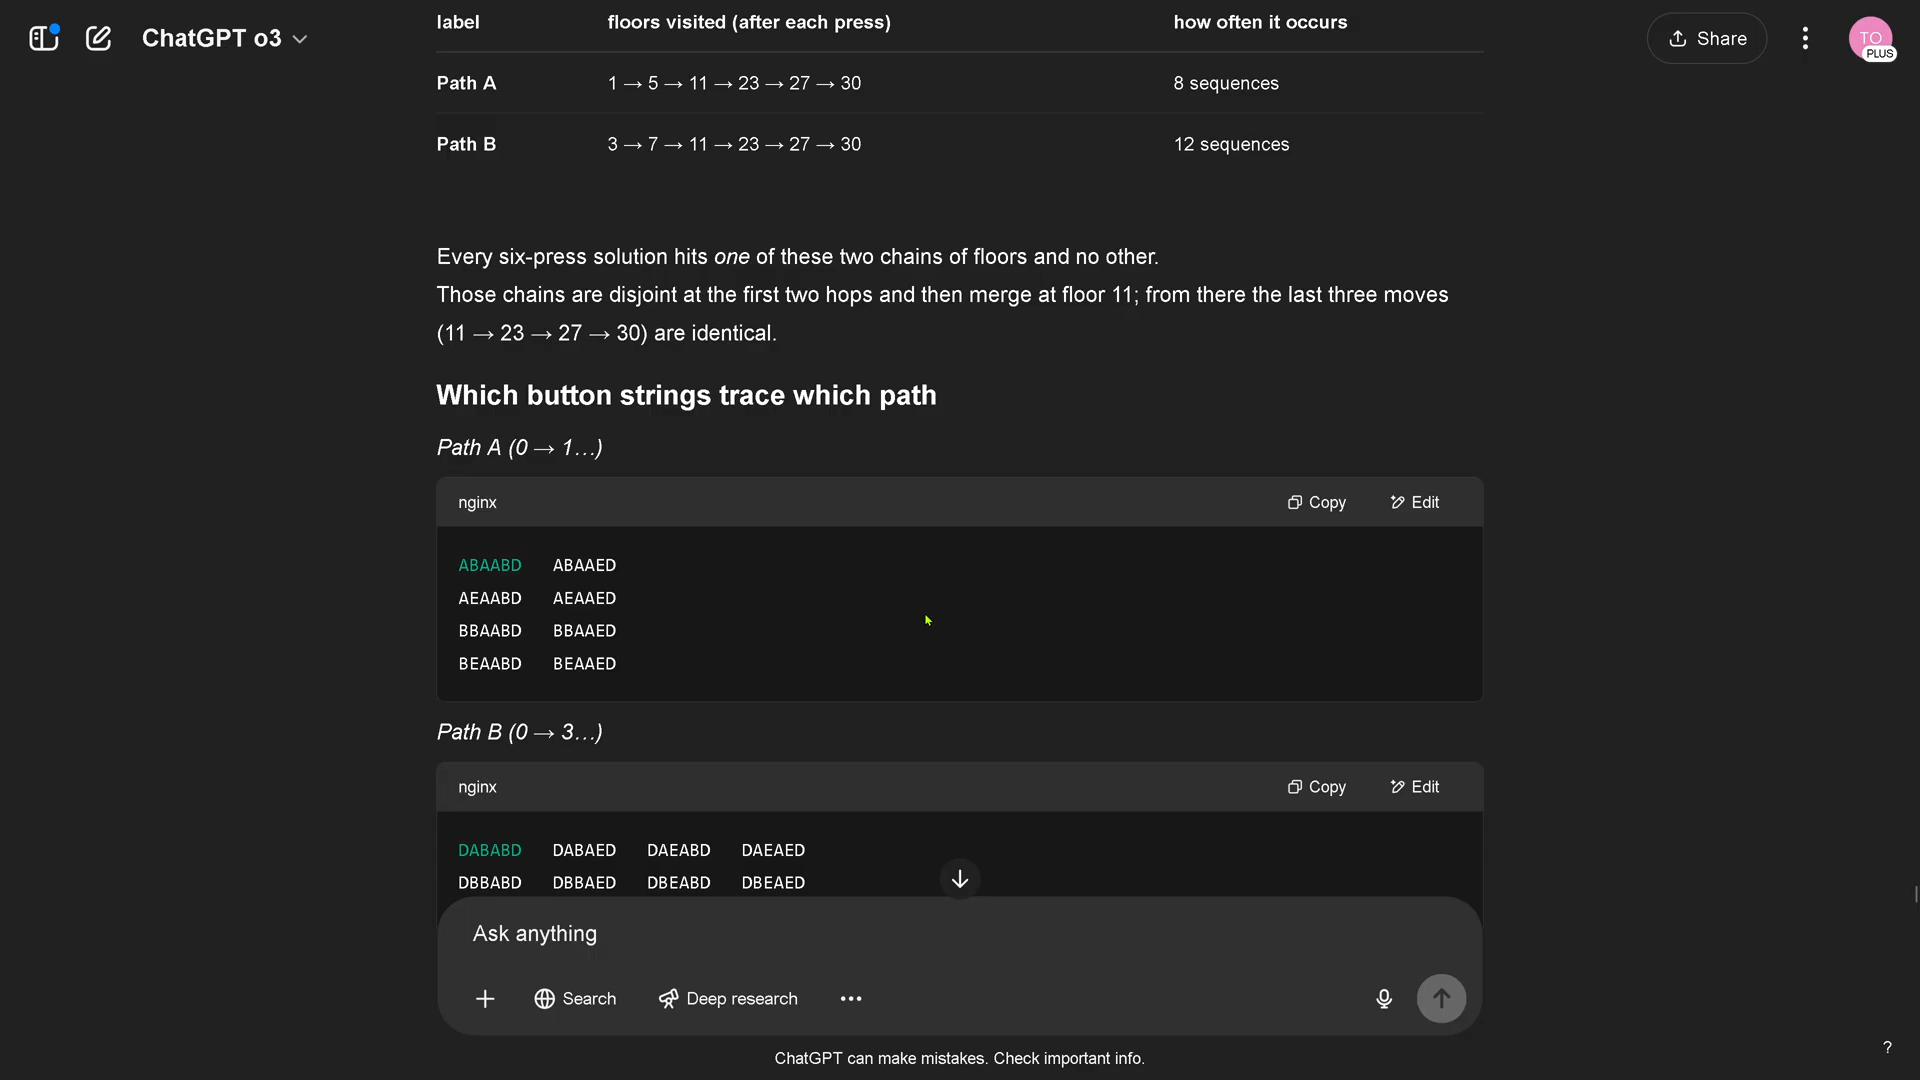 ChatGPT o3
Share
TO
PLUS
label floors visited (after each press) how often it occurs
Path A 1 → 5 → 11 → 23 → 27 → 30 8 sequences
Path B 3 → 7 → 11 → 23 → 27 → 30 12 sequences
Every six-press solution hits one of these two chains of floors and no other.
Those chains are disjoint at the first two hops and then merge at floor 11; from there the last three moves
(11 → 23 → 27 → 30) are identical.
Which button strings trace which path
Path A (0 → 1…)
nginx Copy Edit
ABAABD ABAAED
AEAABD AEAAED
BBAABD BBAAED
BEAABD BEAAED
Path B (0 → 3…)
nginx Copy Edit
DABABD DABAED DAEABD DAEAED
DBBABD DBBAED DBEABD DBEAED
Ask anything
Search Deep research
ChatGPT can make mistakes. Check important info.
?